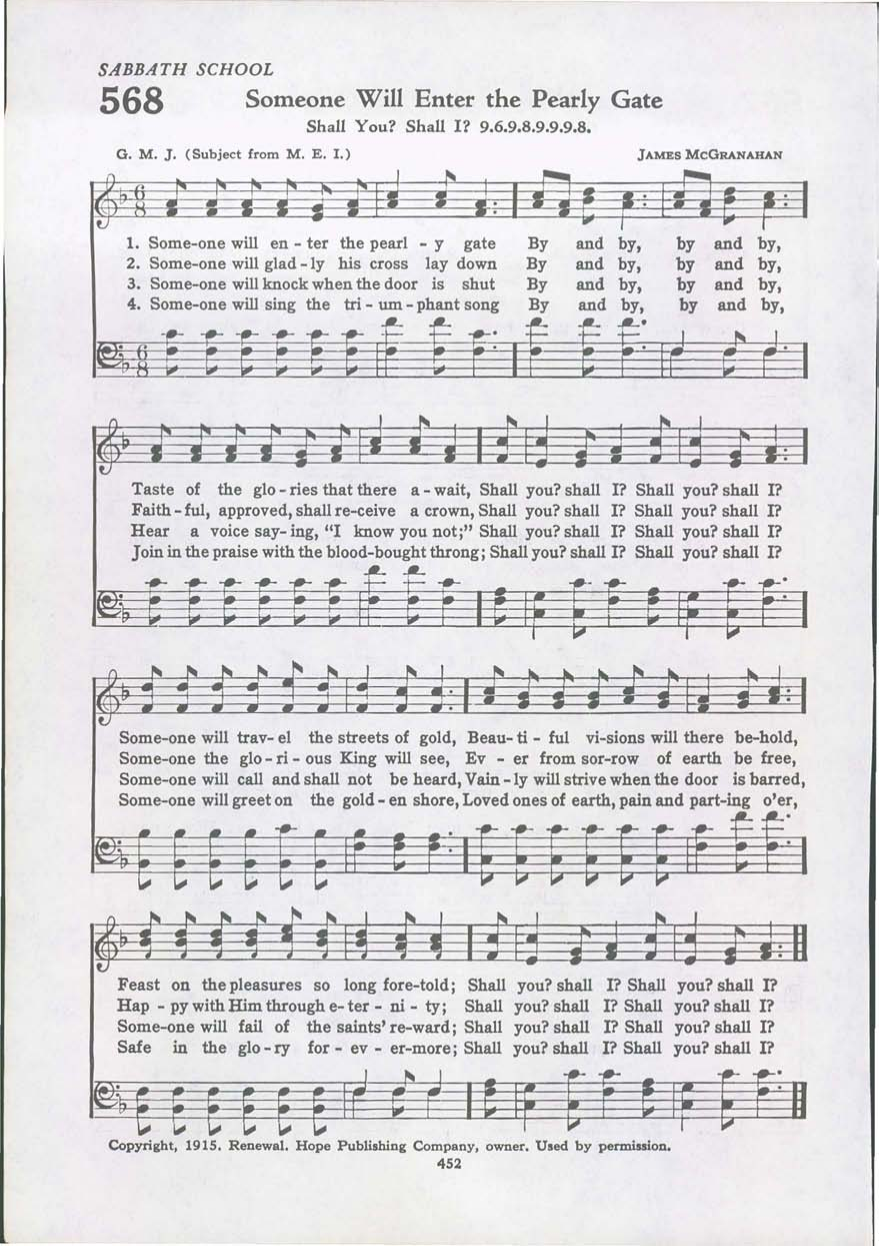 SABBATH SCHOOL
568 Someone Will Enter the Pearly Gate
Shall You? Shall I? 9.6.9.8.9.9.9.8.
G. M. J. (Subject from M. E. I.) JAMES MCGRANAHAN
1. Some-one will en - ter the pearl - y gate By and by, by and by,
2. Some-one will glad - ly his cross lay down By and by, by and by,
3. Some-one will knock when the door is shut By and by, by and by,
4. Some-one will sing the tri - um - phant song By and by, by and by,
Taste of the glo - ries that there a - wait, Shall you? shall I? Shall you? shall I?
Faith - ful, approved, shall re-ceive a crown, Shall you? shall I? Shall you? shall I?
Hear a voice say- ing, “I know you not;” Shall you? shall I? Shall you? shall I?
Join in the praise with the blood-bought throng; Shall you? shall I? Shall you? shall I?
Some-one will trav- el the streets of gold, Beau- ti - ful vi-sions will there be-hold,
Some-one the glo - ri - ous King will see, Ev - er from sor-row of earth be free,
Some-one will call and shall not be heard, Vain - ly will strive when the door is barred,
Some-one will greet on the gold - en shore, Loved ones of earth, pain and part-ing o'er,
Feast on the pleasures so long fore-told; Shall you? shall I? Shall you? shall I?
Hap - py with Him through e- ter - ni - ty; Shall you? shall I? Shall you? shall I?
Some-one will fail of the saints' re-ward; Shall you? shall I? Shall you? shall I?
Safe in the glo - ry for - ev - er-more; Shall you? shall I? Shall you? shall I?
Copyright, 1915. Renewal. Hope Publishing Company, owner. Used by permission.
452